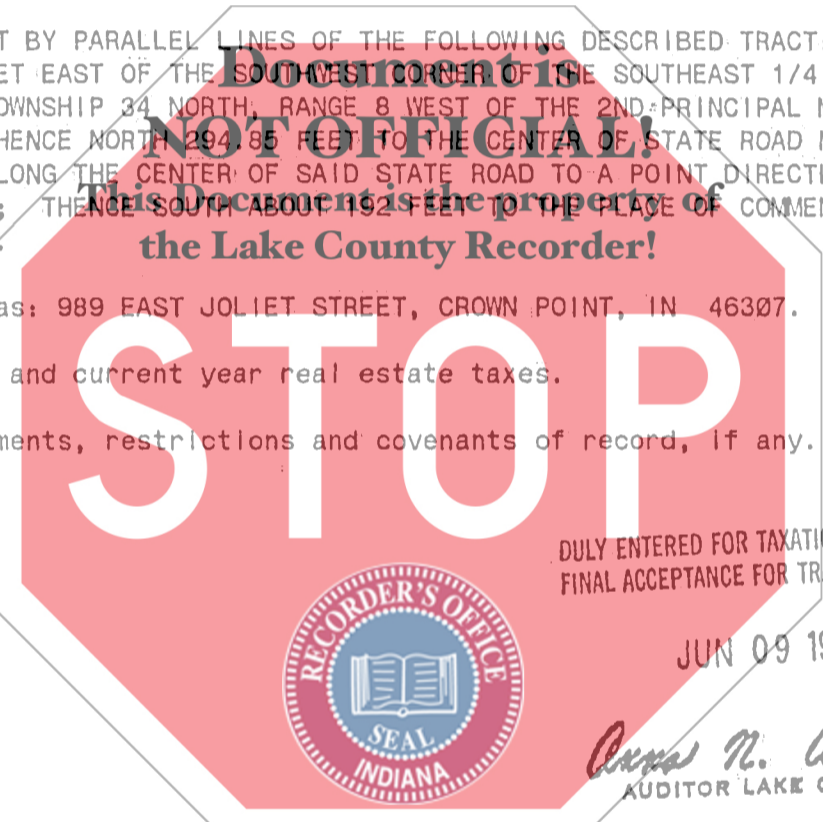 T BY PARALLEL LINES OF THE FOLLOWING DESCRIBED TRACT
ET EAST OF THE SOUTHWEST CORNER OF THE SOUTHEAST 1/4
OWNSHIP 34 NORTH, RANGE 8 WEST OF THE 2ND PRINCIPAL
HENCE NORTH 294.85 FEET TO THE CENTER OF STATE ROAD
LONG THE CENTER OF SAID STATE ROAD TO A POINT DIRECT
THENCE SOUTH ABOUT 192 FEET TO THE PLACE OF COMMEN
Document is
NOT OFFICIAL!
This Document is the property of
the Lake County Recorder!
as: 989 EAST JOLIET STREET, CROWN POINT, IN 46307.
and current year real estate taxes.
ments, restrictions and covenants of record, if any.
STOP
DULY ENTERED FOR TAXATI
FINAL ACCEPTANCE FOR TR
JUN 09 19
RECORDER'S OFFICE
SEAL
INDIANA
Anna N.
AUDITOR LAKE